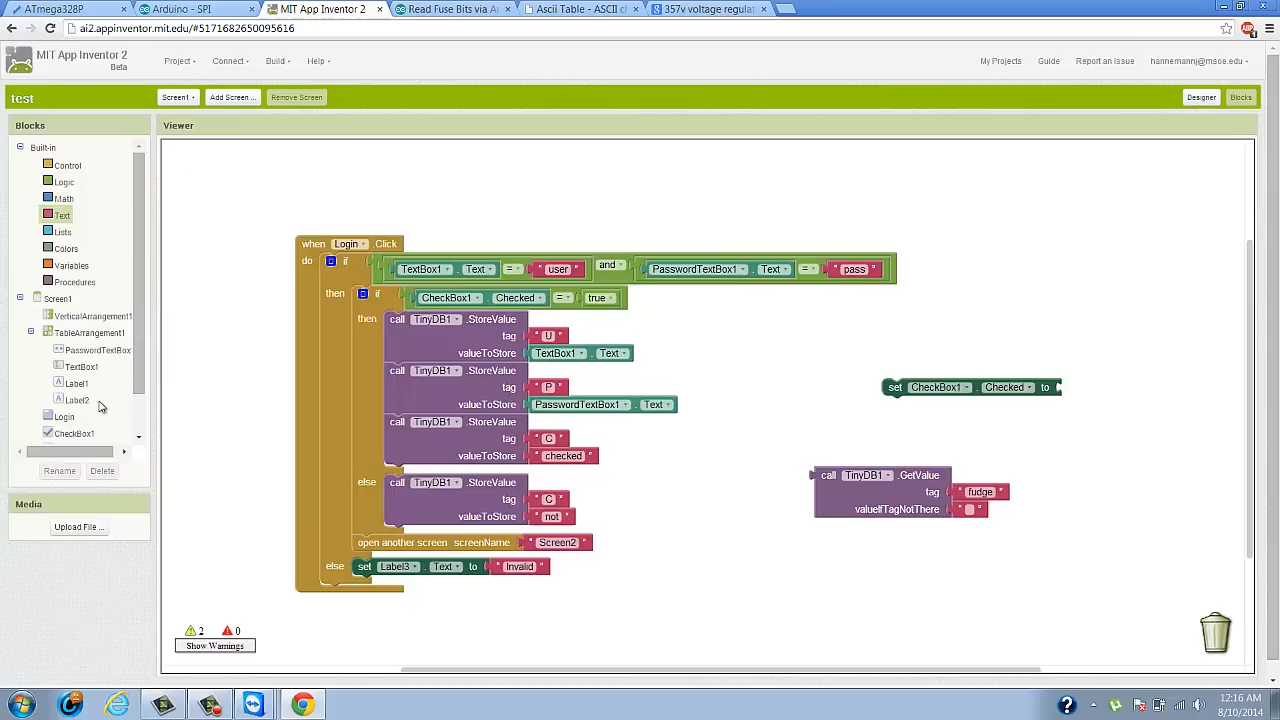 ATmega328P
Arduino - SPI
MIT App Inventor 2
Read Fuse Bits via Ar
Ascii Table - ASCII c
357v voltage regulat
ai2.appinventor.mit.edu/#5171682650095616
MIT App Inventor 2
Beta
Project
Connect
Build
Help
My Projects
Guide
Report an Issue
hannemannj@msoe.edu
test
Screen1
Add Screen ...
Remove Screen
Designer
Blocks
Blocks
Viewer
Built-in
Control
Logic
Math
Text
Lists
Colors
Variables
Procedures
Screen1
VerticalArrangement1
TableArrangement1
PasswordTextBox
TextBox1
Label1
Label2
Login
CheckBox1
Rename
Delete
Media
Upload File ...
when Login .Click
do if TextBox1 . Text = " user " and PasswordTextBox1 . Text = " pass "
then if CheckBox1 . Checked = true
then call TinyDB1 .StoreValue
tag " U "
valueToStore TextBox1 . Text
call TinyDB1 .StoreValue
tag " P "
valueToStore PasswordTextBox1 . Text
call TinyDB1 .StoreValue
tag " C "
valueToStore " checked "
else call TinyDB1 .StoreValue
tag " C "
valueToStore " not "
open another screen screenName " Screen2 "
else set Label3 . Text to " Invalid "
set CheckBox1 . Checked to
call TinyDB1 .GetValue
tag " fudge "
valueIfTagNotThere " "
2 0
Show Warnings
12:16 AM
8/10/2014